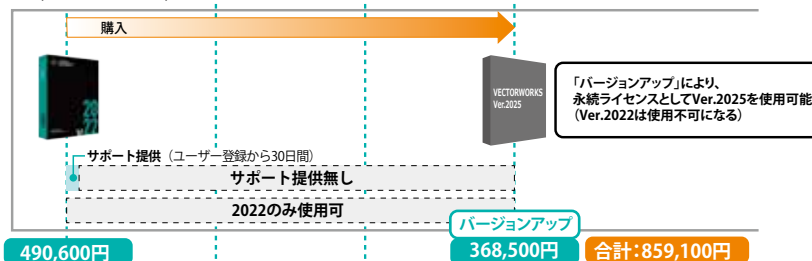 購入
VECTORWORKS
Ver.2025
「バージョンアップ」により、
永続ライセンスとしてVer.2025を使用可能
（Ver.2022は使用不可になる）
サポート提供（ユーザー登録から30日間）
サポート提供無し
2022のみ使用可
バージョンアップ
490,600円
368,500円
合計：859,100円